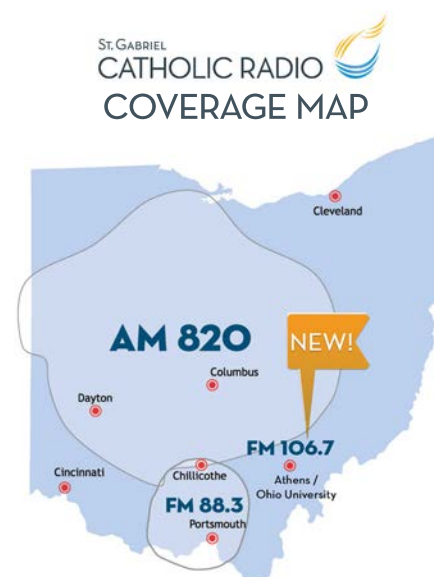 ST. GABRIEL
CATHOLIC RADIO
COVERAGE MAP
Cleveland
AM 820
NEW!
Columbus
Dayton
FM 106.7
Cincinnati
Chillicothe
Athens /
Ohio University
FM 88.3
Portsmouth